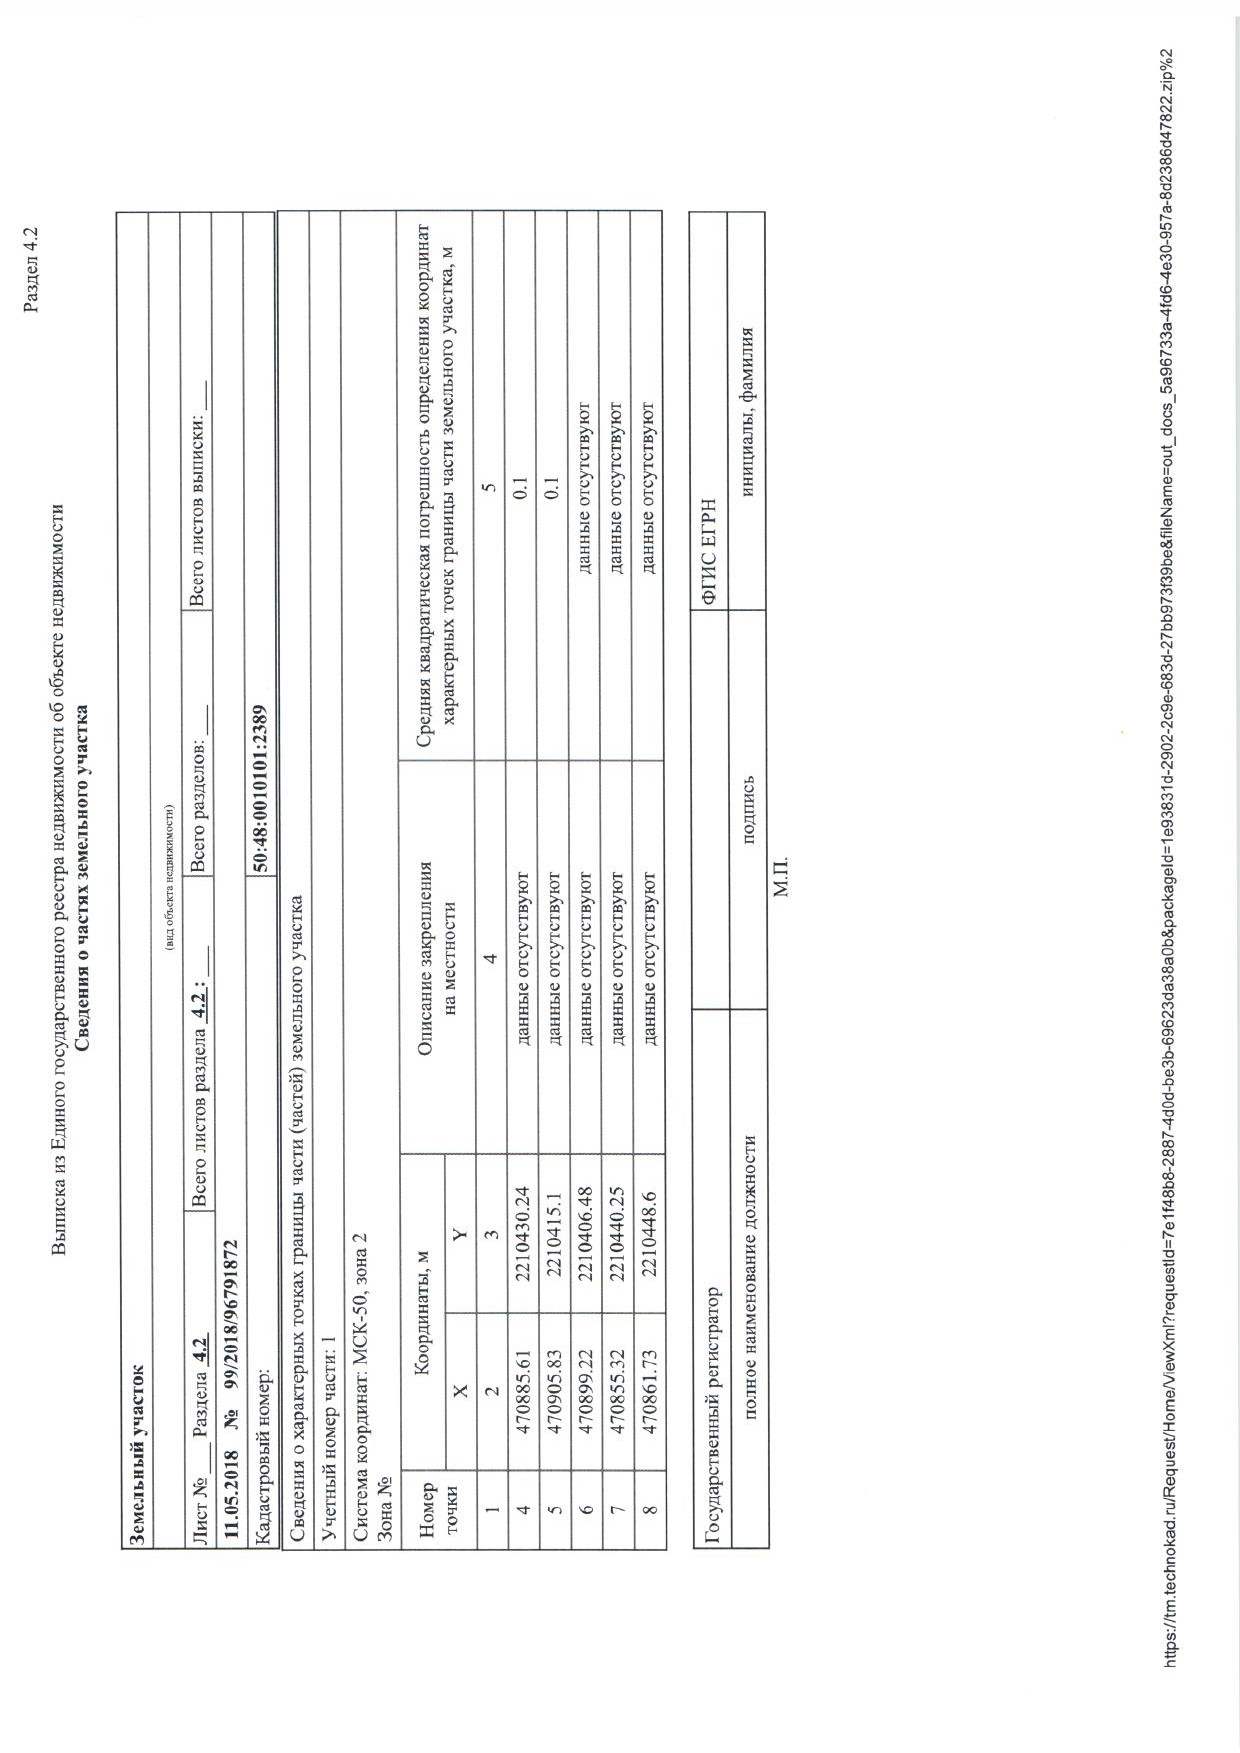 Раздел 4.2
Выписка из Единого государственного реестра недвижимости об объекте недвижимости
Сведения о частях земельного участка
Земельный участок
(вид объекта недвижимости)
Лист № ___ Раздела 4.2 Всего листов раздела 4.2 : ___ Всего разделов: ___ Всего листов выписки: ___
11.05.2018 № 99/2018/96791872
Кадастровый номер: 50:48:0010101:2389
Сведения о характерных точках границы части (частей) земельного участка
Учетный номер части: 1
Система координат: МСК-50, зона 2
Зона №
Номер точки Координаты, м Описание закрепления на местности Средняя квадратическая погрешность определения координат характерных точек границы части земельного участка, м
X Y
1 2 3 4 5
4 470885.61 2210430.24 данные отсутствуют 0.1
5 470905.83 2210415.1 данные отсутствуют 0.1
6 470899.22 2210406.48 данные отсутствуют данные отсутствуют
7 470855.32 2210440.25 данные отсутствуют данные отсутствуют
8 470861.73 2210448.6 данные отсутствуют данные отсутствуют
Государственный регистратор ФГИС ЕГРН
полное наименование должности подпись инициалы, фамилия
М.П.
https://tm.technokad.ru/Request/Home/ViewXml?requestId=7e1f48b8-2887-4d0d-be3b-69623da38a0b&packageId=1e93831d-2902-2c9e-683d-27bb973f39be&fileName=out_docs_5a96733a-4fd6-4e30-957a-8d2386d47822.zip%2